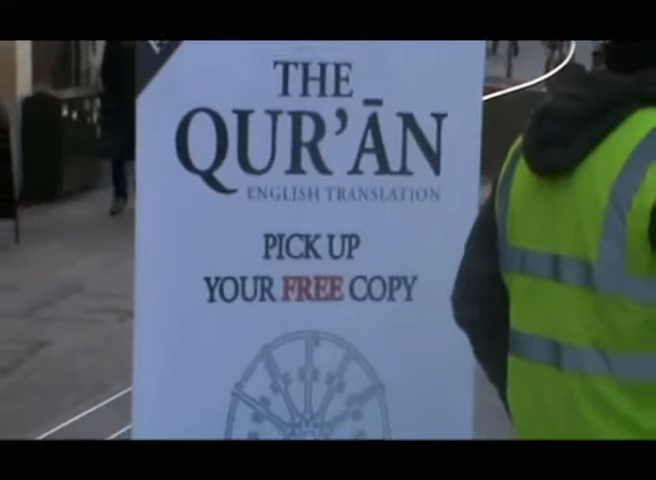 THE
QUR'ĀN
ENGLISH TRANSLATION
PICK UP
YOUR FREE COPY